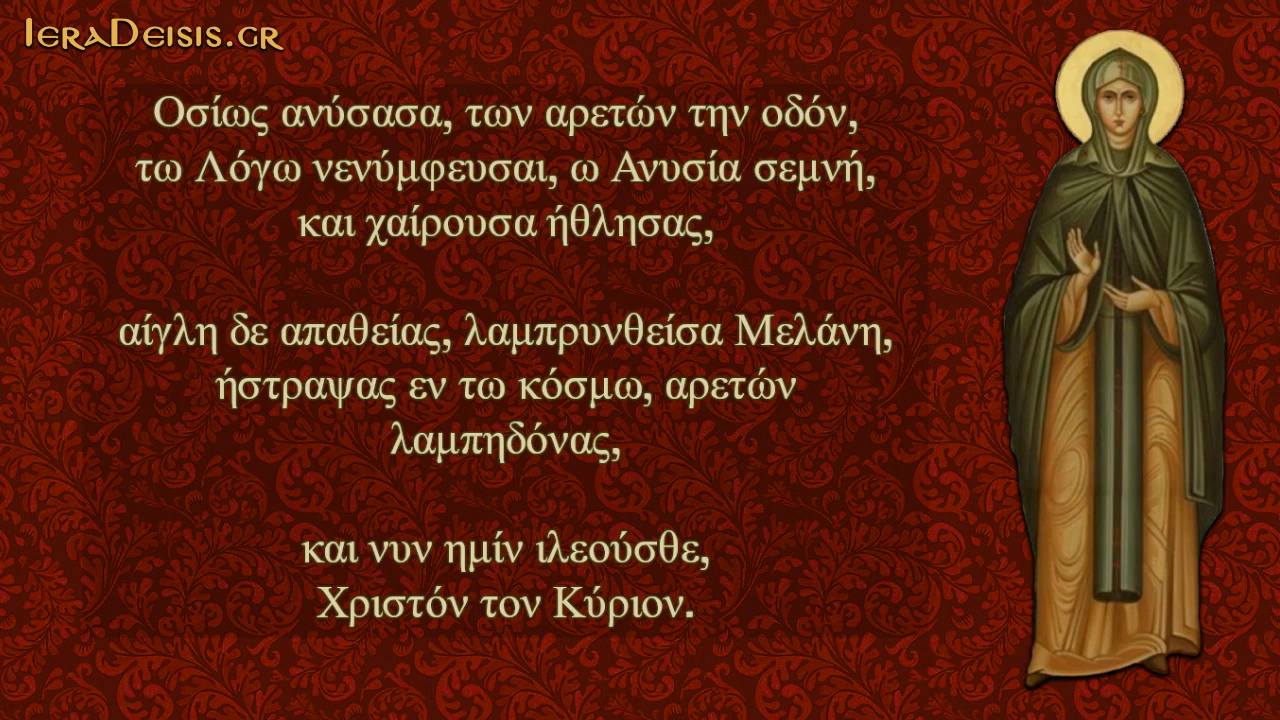 IeraDeisis.gr
Οσίως ανύσασα, των αρετών την οδόν,
τω Λόγω νενύμφευσαι, ω Ανυσία σεμνή,
και χαίρουσα ήθλησας,
αίγλη δε απαθείας, λαμπρυνθείσα Μελάνη,
ήστραψας εν τω κόσμω, αρετών
λαμπηδόνας,
και νυν ημίν ιλεούσθε,
Χριστόν τον Κύριον.